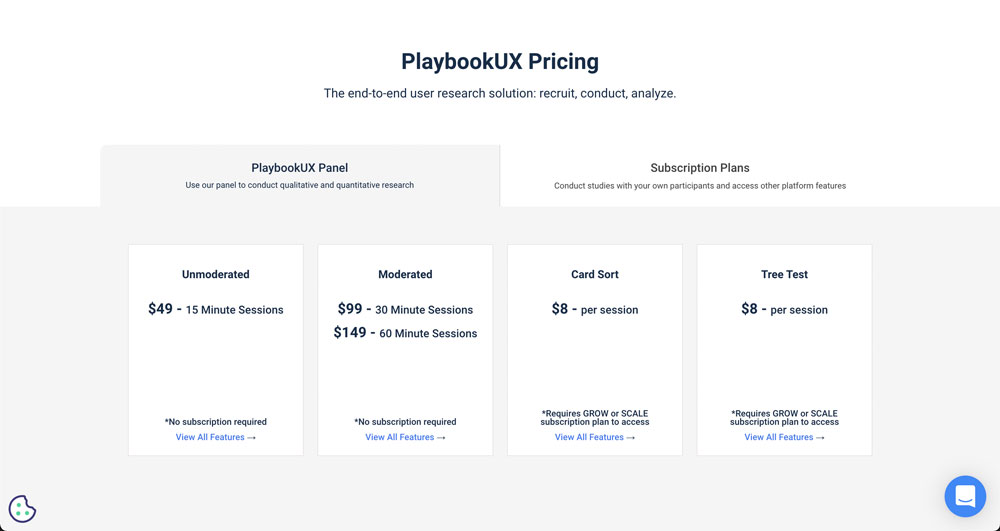 PlaybookUX Pricing
The end-to-end user research solution: recruit, conduct, analyze.
PlaybookUX Panel
Use our panel to conduct qualitative and quantitative research
Subscription Plans
Conduct studies with your own participants and access other platform features
Unmoderated
$49 - 15 Minute Sessions
*No subscription required
View All Features →
Moderated
$99 - 30 Minute Sessions
$149 - 60 Minute Sessions
*No subscription required
View All Features →
Card Sort
$8 - per session
*Requires GROW or SCALE
subscription plan to access
View All Features →
Tree Test
$8 - per session
*Requires GROW or SCALE
subscription plan to access
View All Features →